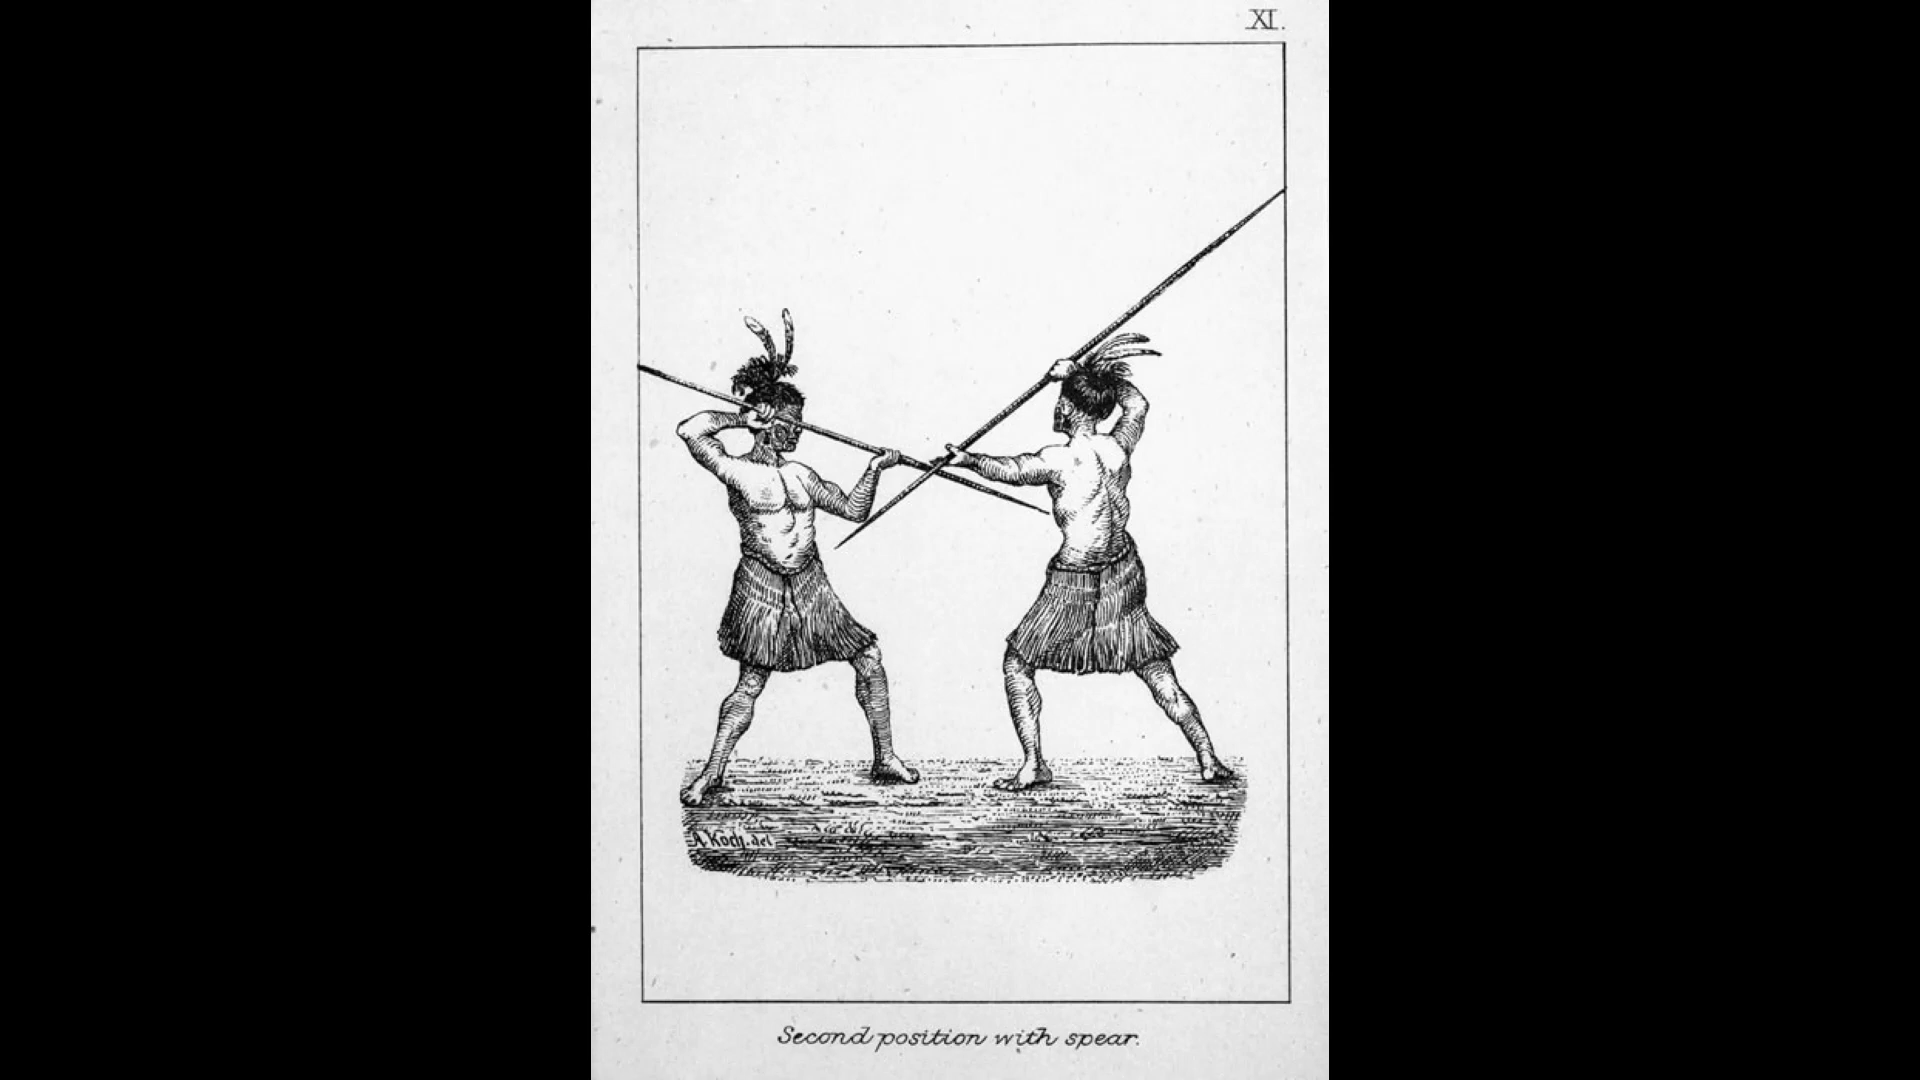 XI.
A. Koch. del
Second position with spear.